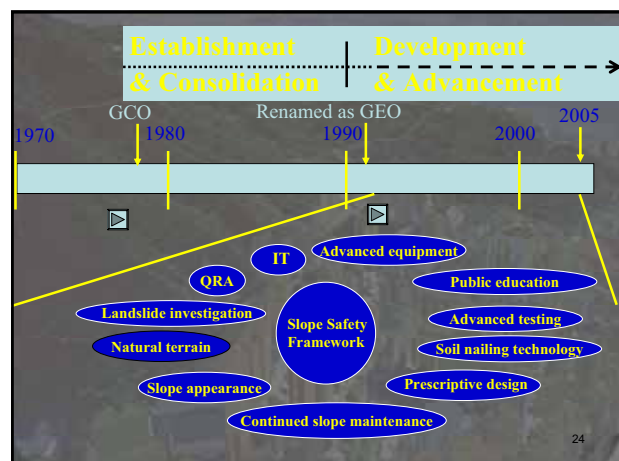 Establishment
& Consolidation
Development
& Advancement
GCO
Renamed as GEO
2005
1970
1980
1990
2000
Advanced equipment
IT
QRA
Public education
Landslide investigation
Slope Safety
Framework
Advanced testing
Natural terrain
Soil nailing technology
Slope appearance
Prescriptive design
Continued slope maintenance
24